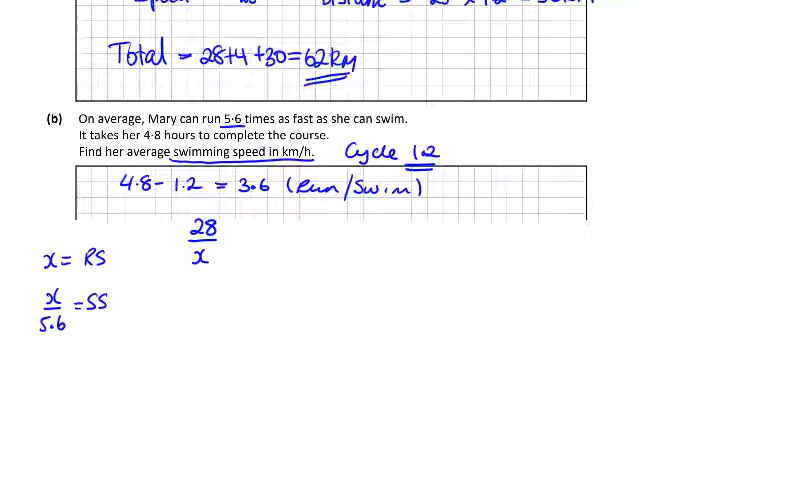 Total = 28+4+30=62km
(b) On average, Mary can run 5·6 times as fast as she can swim.
It takes her 4·8 hours to complete the course.
Find her average swimming speed in km/h.
Cycle 1.2
4.8 - 1.2 = 3.6 (Run/Swim)
28
x
x = RS
x
5.6
= SS